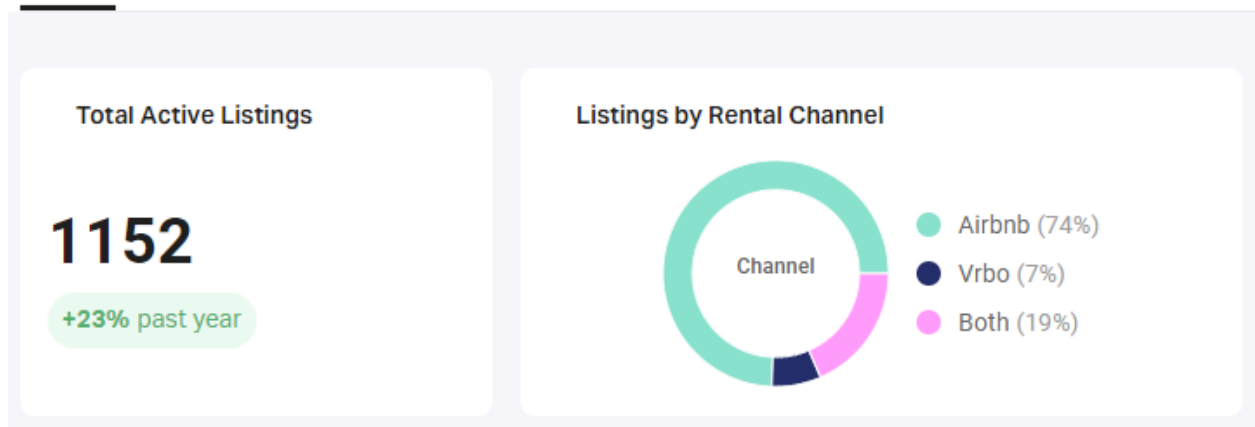 Total Active Listings
1152
+23% past year
Listings by Rental Channel
Channel
Airbnb (74%)
Vrbo (7%)
Both (19%)